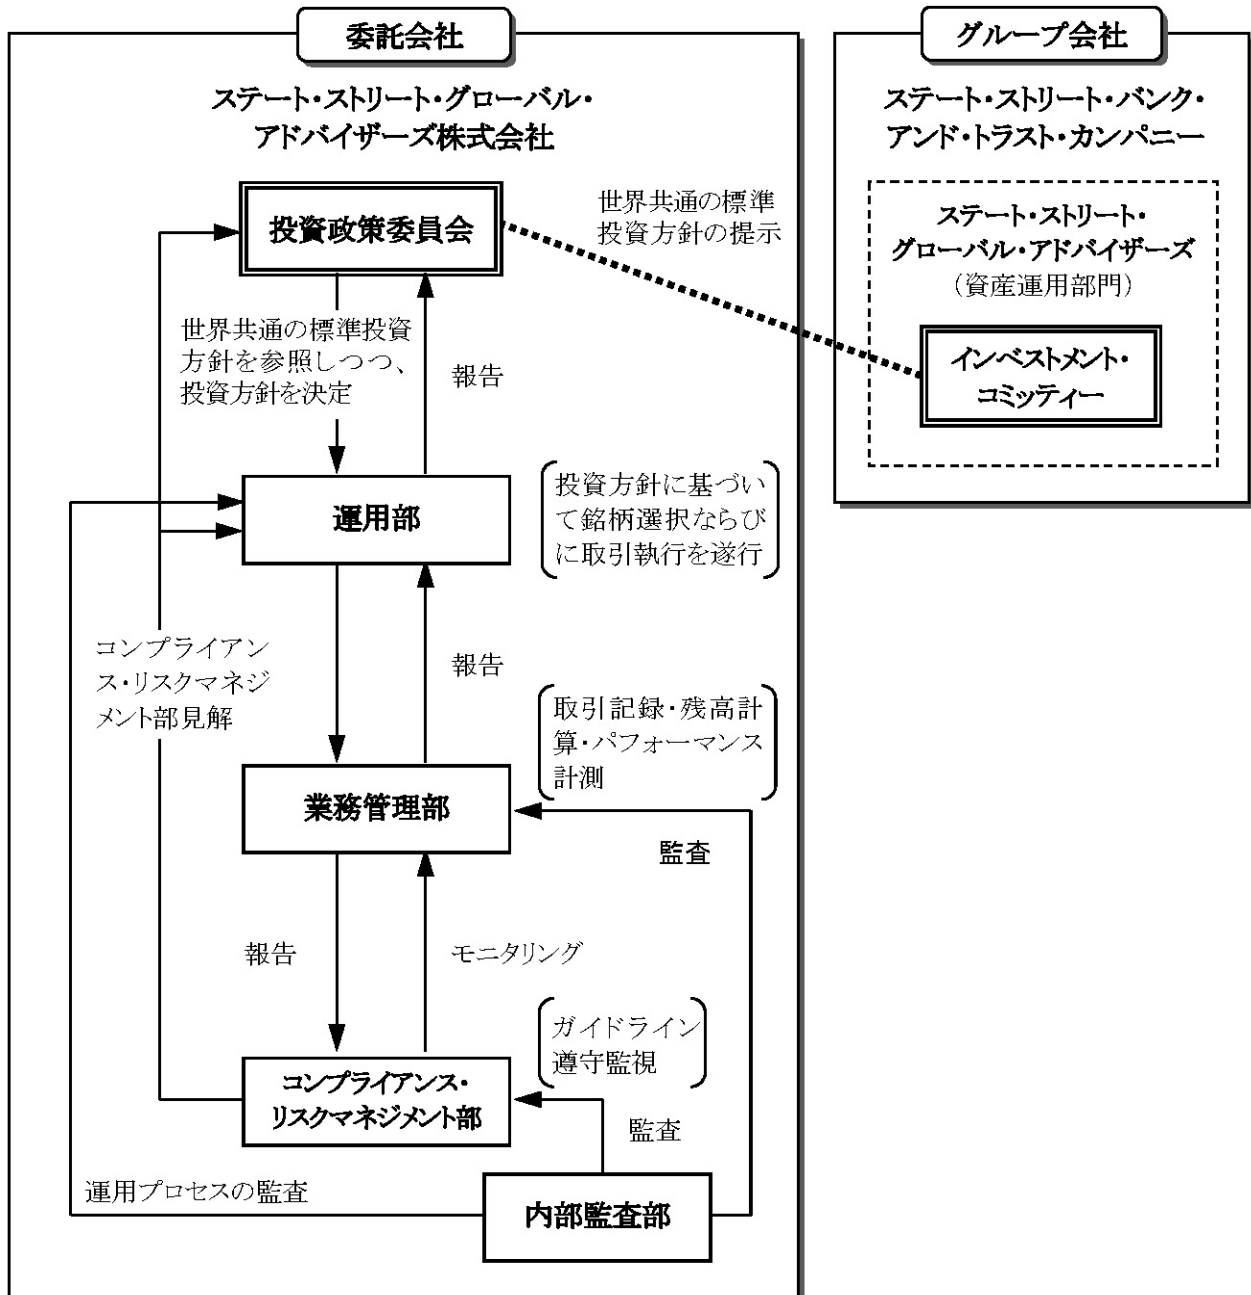 委託会社
ステート・ストリート・グローバル・
アドバイザーズ株式会社
投資政策委員会
世界共通の標準投資
方針を参照しつつ、
投資方針を決定
報告
世界共通の標準
投資方針の提示
運用部
投資方針に基づい
て銘柄選択ならび
に取引執行を遂行
コンプライアン
ス・リスクマネジ
メント部見解
報告
取引記録・残高計
算・パフォーマンス
計測
業務管理部
監査
報告
モニタリング
ガイドライン
遵守監視
コンプライアンス・
リスクマネジメント部
監査
運用プロセスの監査
内部監査部
グループ会社
ステート・ストリート・バンク・
アンド・トラスト・カンパニー
ステート・ストリート・
グローバル・アドバイザーズ
（資産運用部門）
インベストメント・
コミッティー